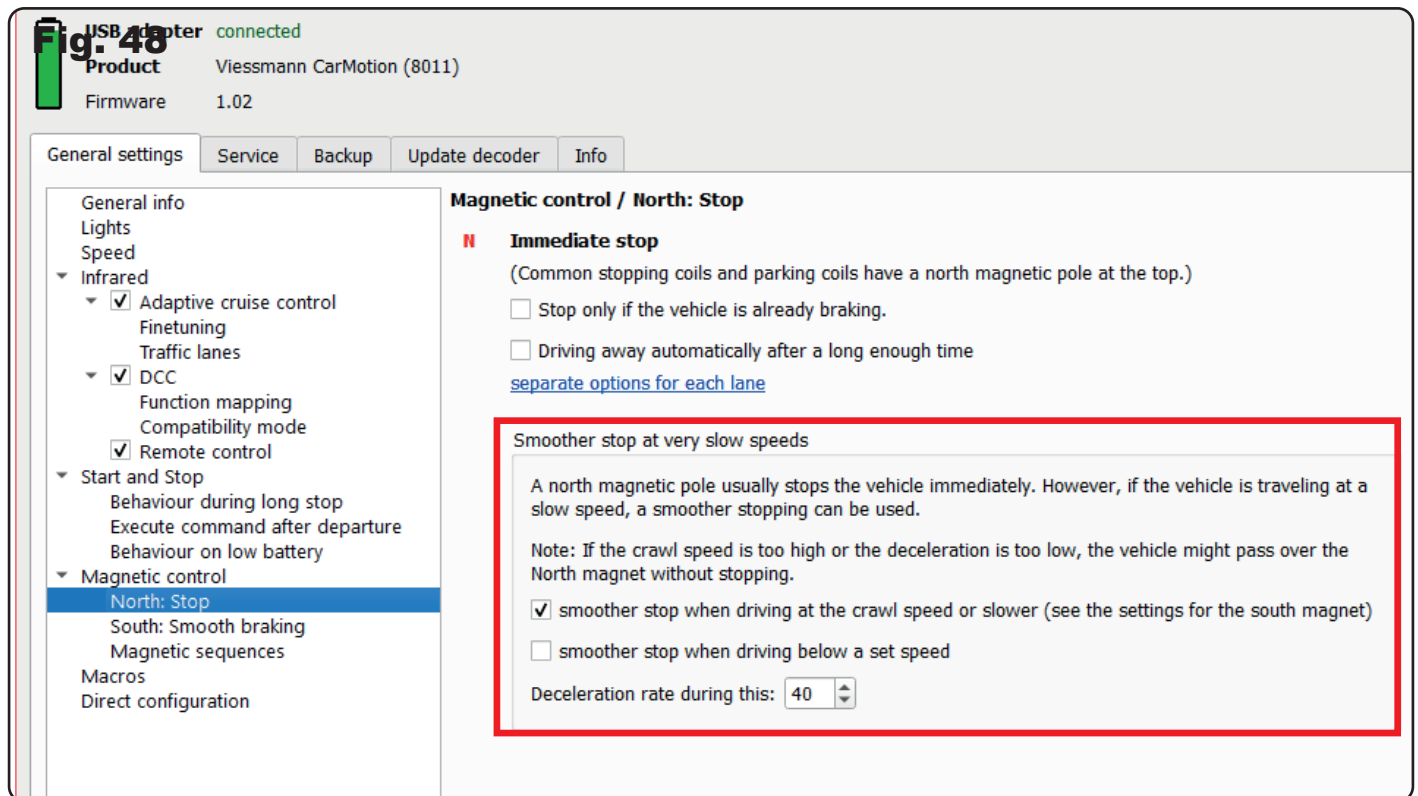 Fig. 48
USB adapter connected
Product Viessmann CarMotion (8011)
Firmware 1.02
General settings Service Backup Update decoder Info
General info
Lights
Speed
Infrared
Adaptive cruise control
Finetuning
Traffic lanes
DCC
Function mapping
Compatibility mode
Remote control
Start and Stop
Behaviour during long stop
Execute command after departure
Behaviour on low battery
Magnetic control
North: Stop
South: Smooth braking
Magnetic sequences
Macros
Direct configuration
Magnetic control / North: Stop
N Immediate stop
(Common stopping coils and parking coils have a north magnetic pole at the top.)
Stop only if the vehicle is already braking.
Driving away automatically after a long enough time
separate options for each lane
Smoother stop at very slow speeds
A north magnetic pole usually stops the vehicle immediately. However, if the vehicle is traveling at a
slow speed, a smoother stopping can be used.
Note: If the crawl speed is too high or the deceleration is too low, the vehicle might pass over the
North magnet without stopping.
smoother stop when driving at the crawl speed or slower (see the settings for the south magnet)
smoother stop when driving below a set speed
Deceleration rate during this: 40